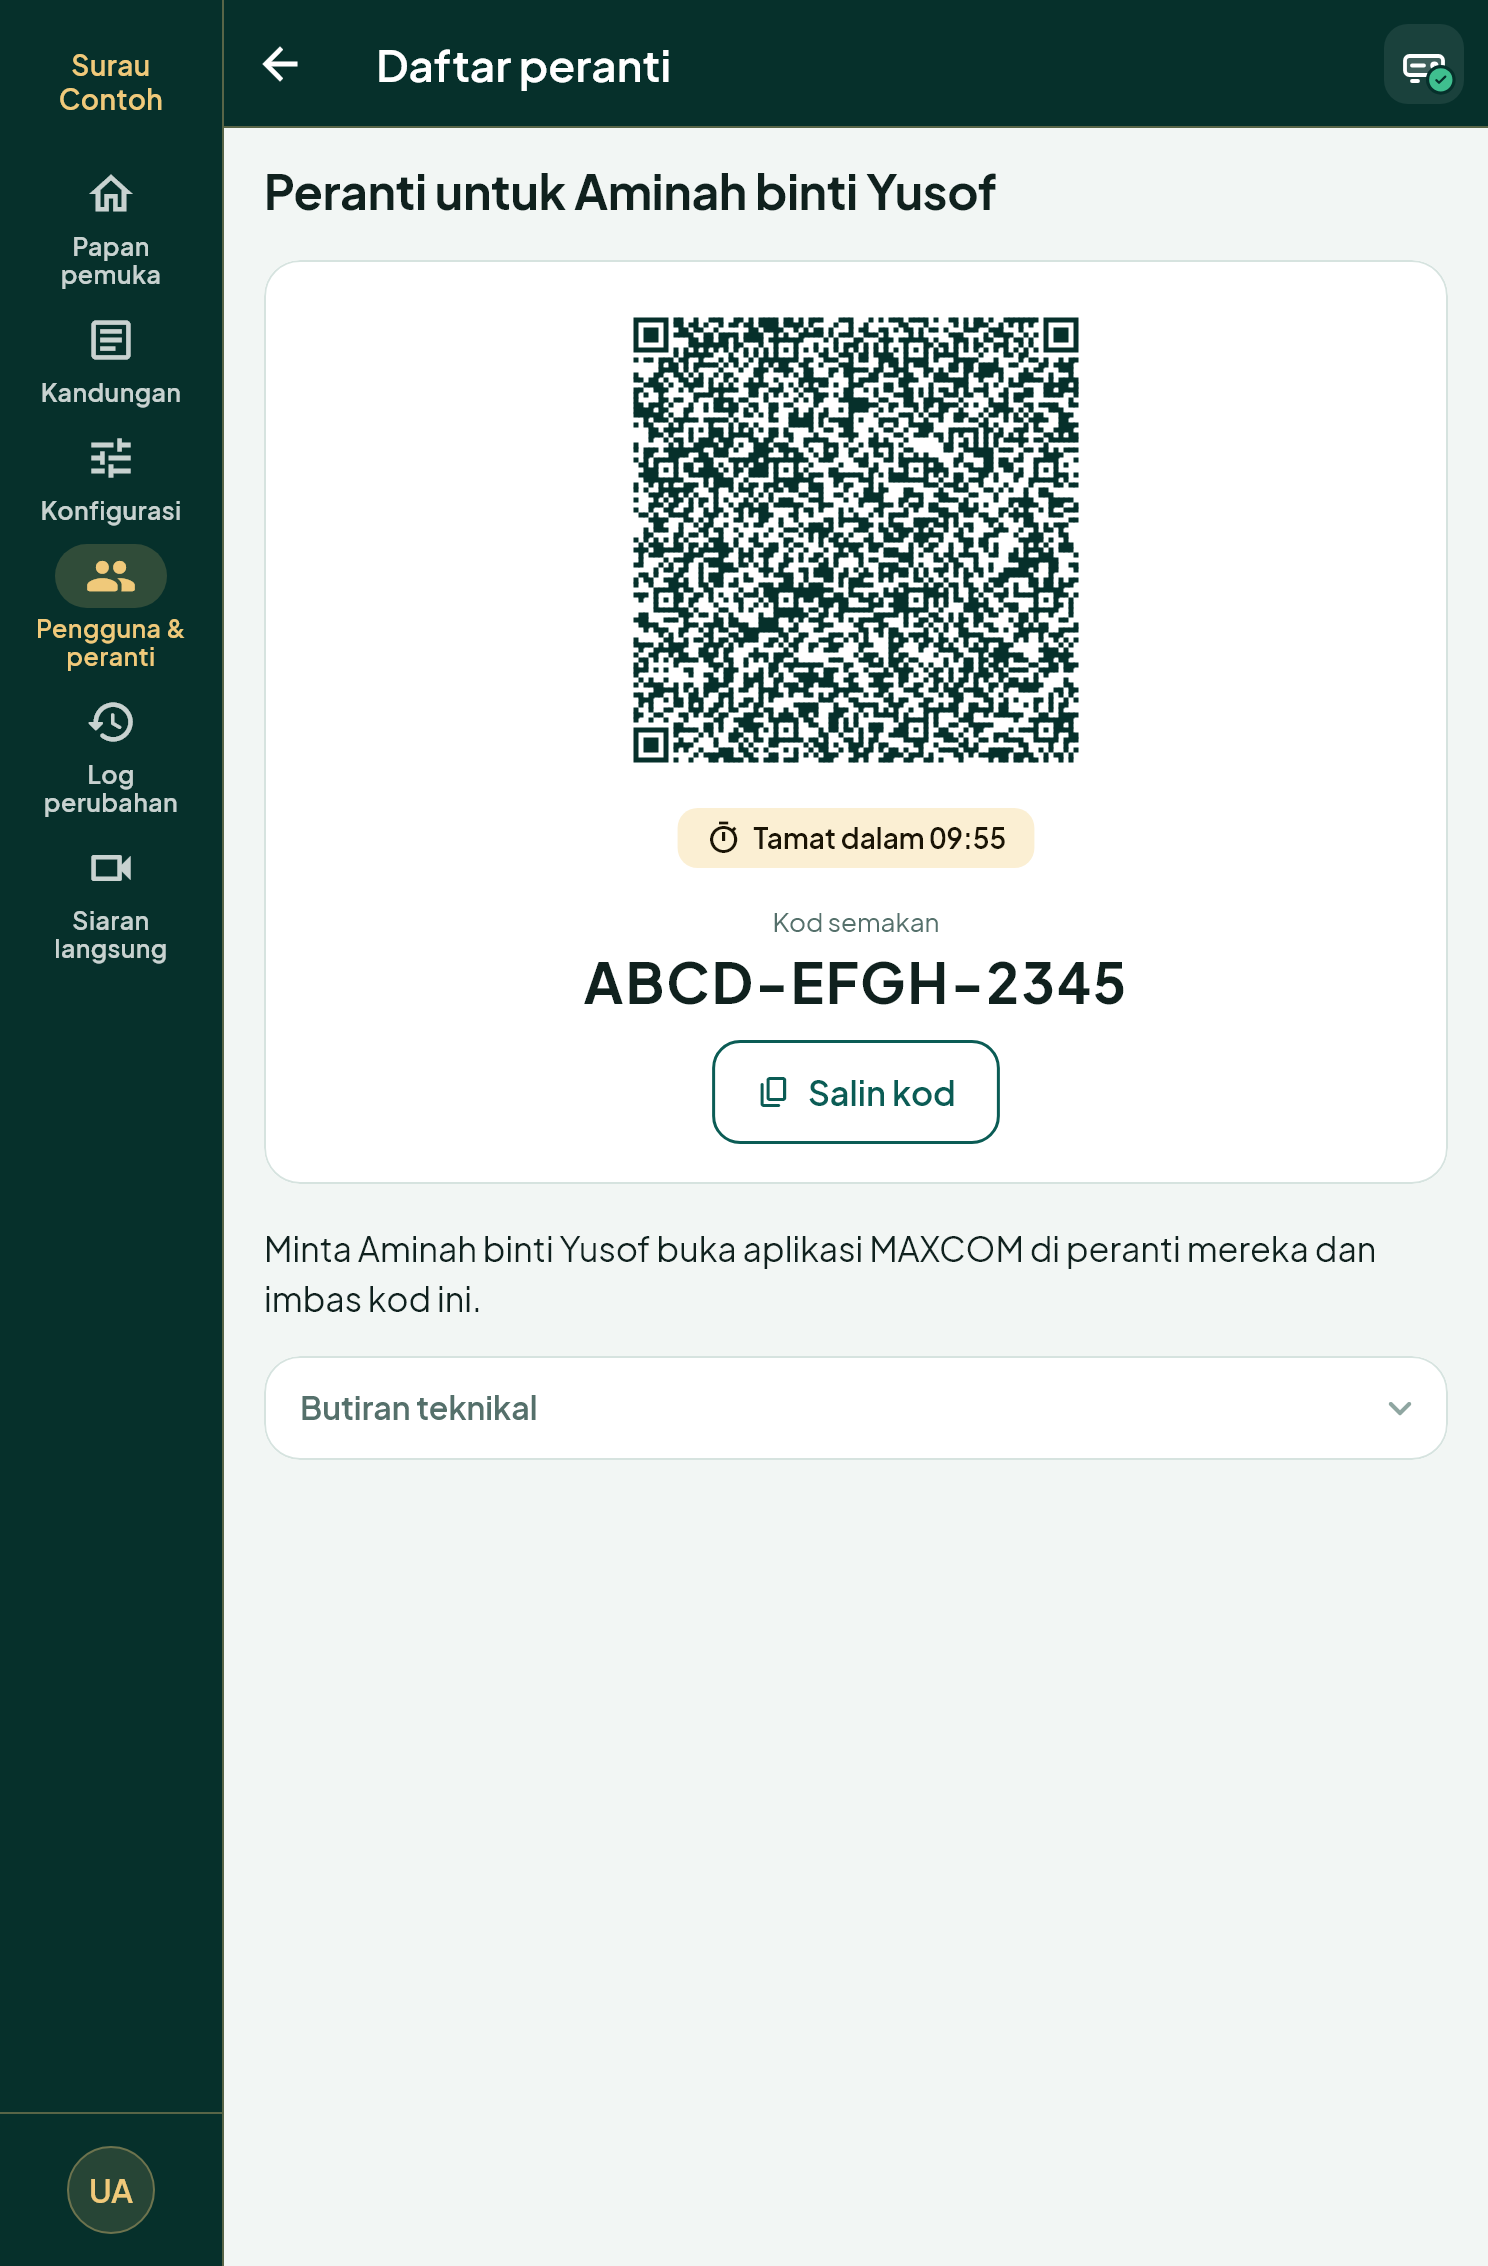 Surau
Contoh
Papan
pemuka
Kandungan
Konfigurasi
Pengguna &
peranti
Log
perubahan
Siaran
langsung
UA
Daftar peranti
Peranti untuk Aminah binti Yusof
Tamat dalam 09:55
Kod semakan
ABCD-EFGH-2345
Salin kod
Minta Aminah binti Yusof buka aplikasi MAXCOM di peranti mereka dan
imbas kod ini.
Butiran teknikal